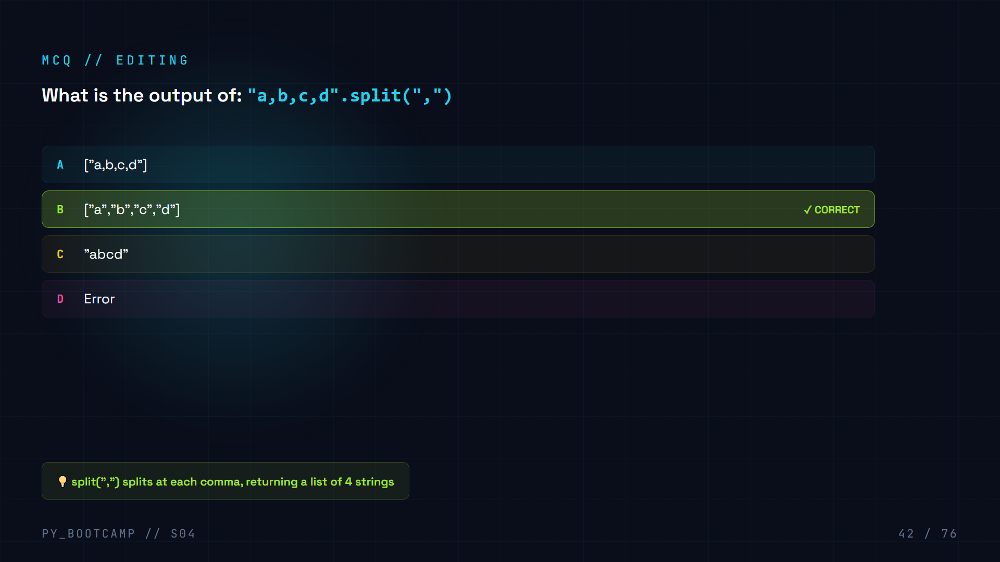 MCQ // EDITING
What is the output of: "a,b,c,d".split(",")
A ["a,b,c,d"]
B ["a","b","c","d"] ✓ CORRECT
C "abcd"
D Error
💡 split(",") splits at each comma, returning a list of 4 strings
PY_BOOTCAMP // S04
42 / 76